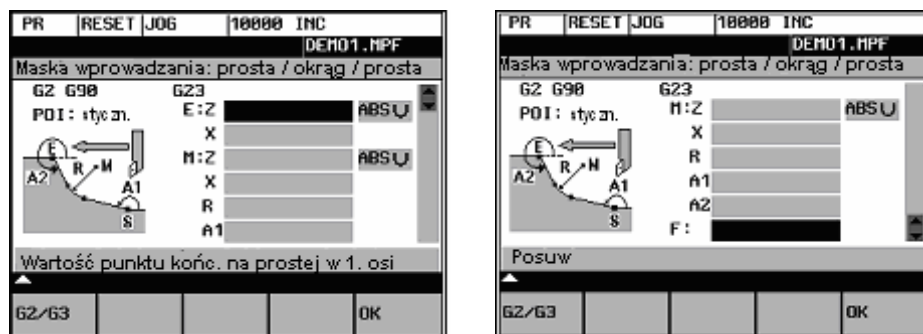 PR RESET JOG 10000 INC
DEMO1.MPF
Maska wprowadzania: prosta / okrąg / prosta
G2 G90 G23
POI: styczn.
E:Z ABS
X
M:Z ABS
X
R
A1
E
R M
A2 A1
S
Wartość punktu końc. na prostej w 1. osi
G2/G3 OK
PR RESET JOG 10000 INC
DEMO1.MPF
Maska wprowadzania: prosta / okrąg / prosta
G2 G90 G23
POI: styczn.
M:Z ABS
X
R
A1
A2
F:
E
R M
A2 A1
S
Posuw
G2/G3 OK